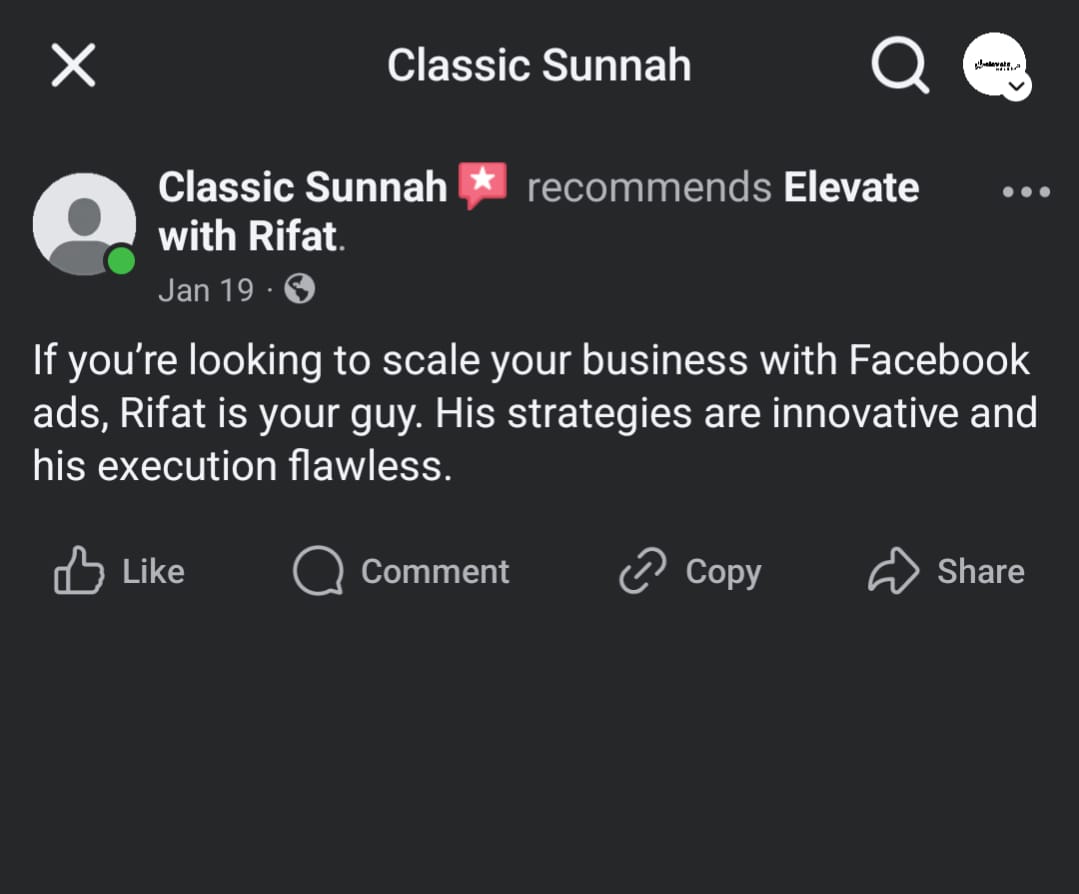 Classic Sunnah
Classic Sunnah recommends Elevate
with Rifat.
Jan 19 ·
If you’re looking to scale your business with Facebook
ads, Rifat is your guy. His strategies are innovative and
his execution flawless.
Like Comment Copy Share